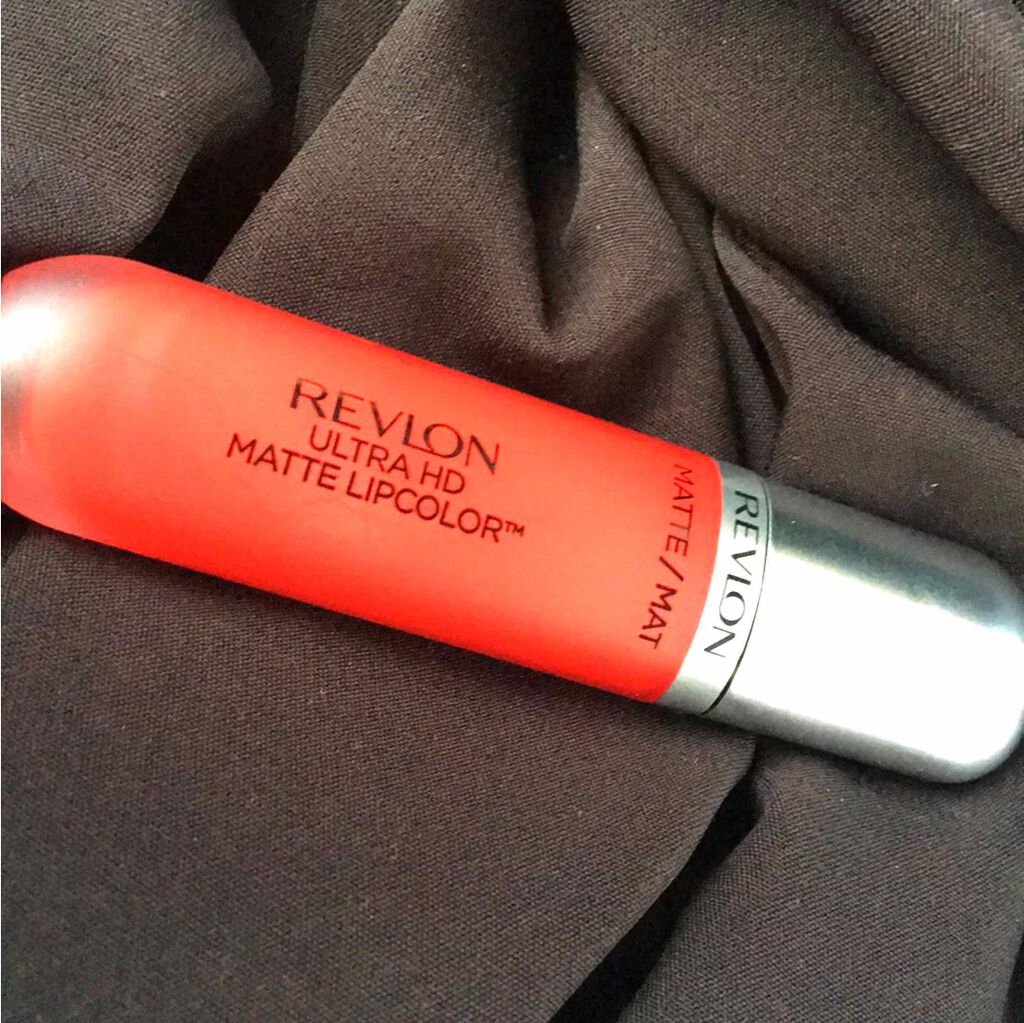 REVLON
ULTRA HD
MATTE LIPCOLOR™
MATTE / MAT
REVLON